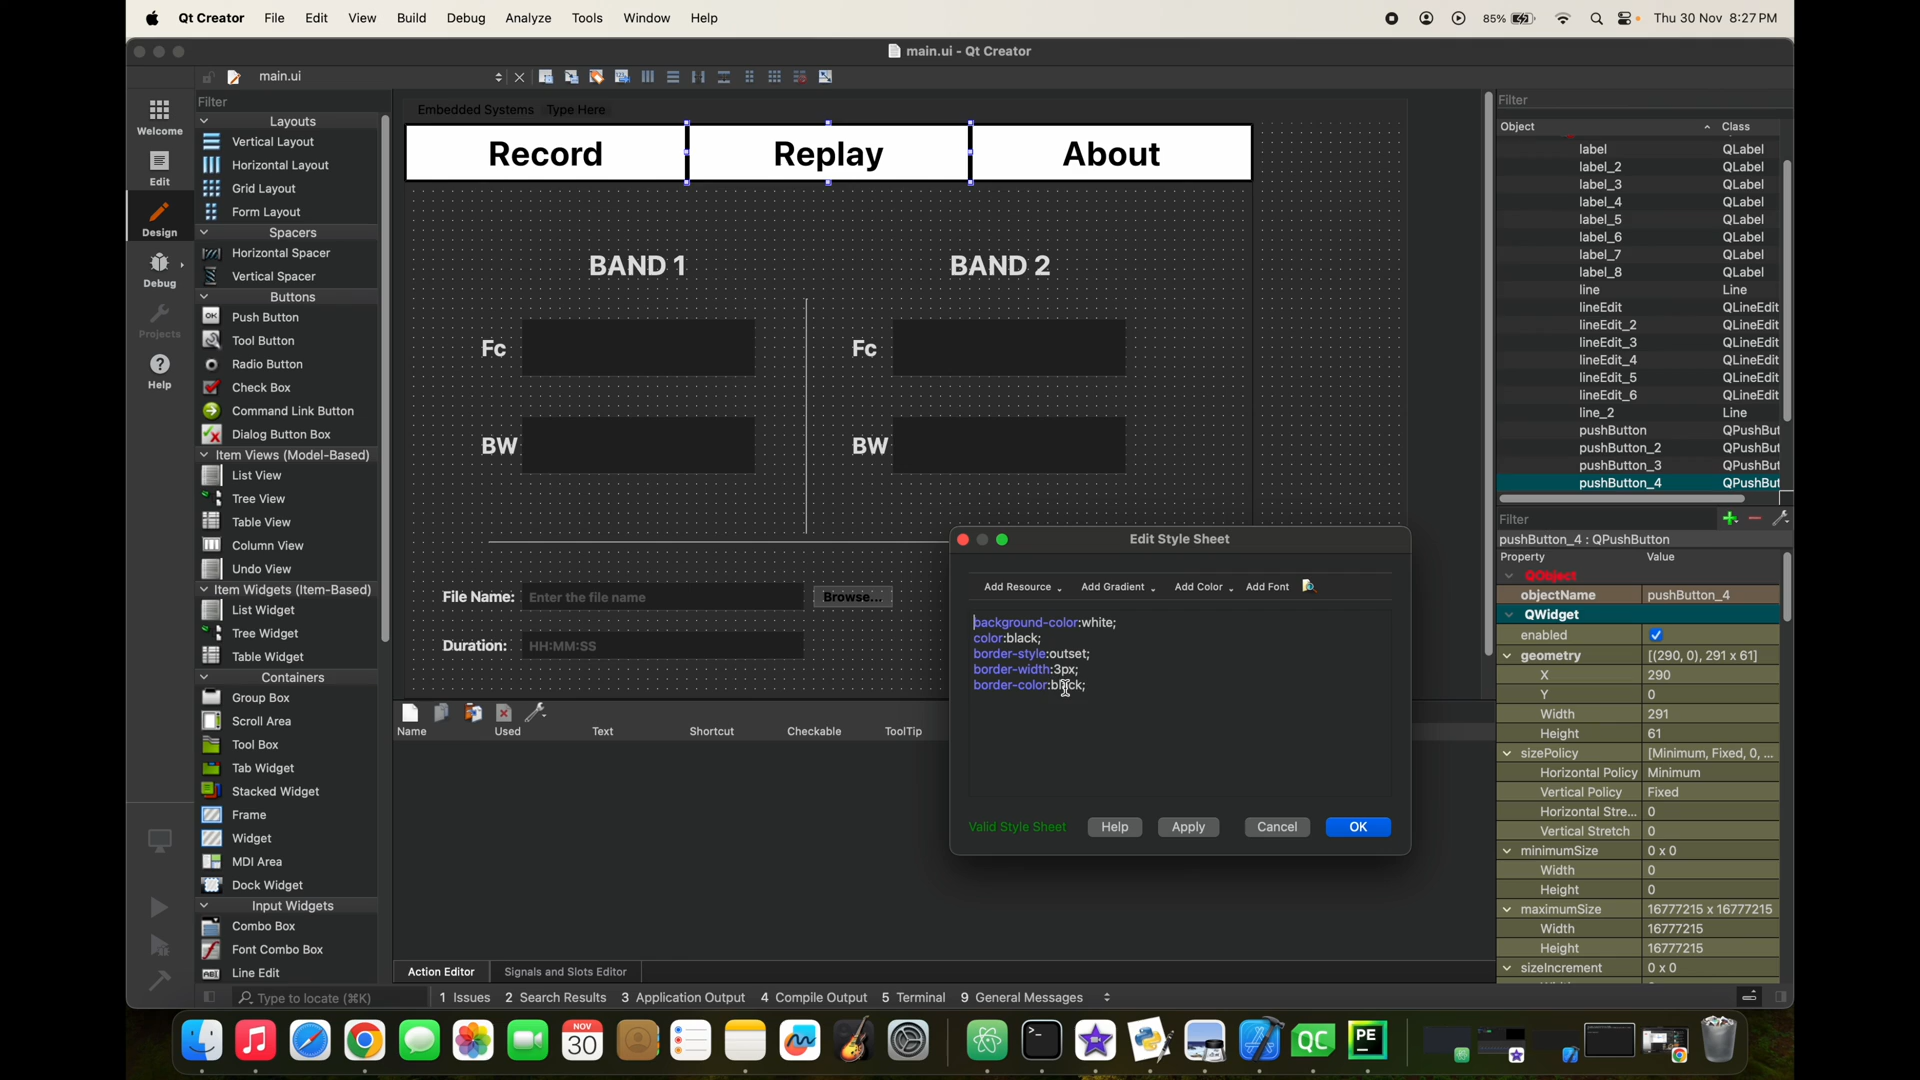 Qt Creator File Edit View Build Debug Analyze Tools Window Help 85% Thu 30 Nov 8:27 PM
main.ui - Qt Creator
main.ui
Welcome
Edit
Design
Debug
Projects
Help
Filter
Layouts
Vertical Layout
Horizontal Layout
Grid Layout
Form Layout
Spacers
Horizontal Spacer
Vertical Spacer
Buttons
Push Button
Tool Button
Radio Button
Check Box
Command Link Button
Dialog Button Box
Item Views (Model-Based)
List View
Tree View
Table View
Column View
Undo View
Item Widgets (Item-Based)
List Widget
Tree Widget
Table Widget
Containers
Group Box
Scroll Area
Tool Box
Tab Widget
Stacked Widget
Frame
Widget
MDI Area
Dock Widget
Input Widgets
Combo Box
Font Combo Box
Line Edit
Embedded Systems Type Here
Record Replay About
BAND 1 BAND 2
Fc Fc
BW BW
File Name: Enter the file name Browse...
Duration: HH:MM:SS
Name Used Text Shortcut Checkable ToolTip
Edit Style Sheet
Add Resource Add Gradient Add Color Add Font
background-color:white;
color:black;
border-style:outset;
border-width:3px;
border-color:black;
Valid Style Sheet Help Apply Cancel OK
Action Editor Signals and Slots Editor
Filter
Object Class
label QLabel
label_2 QLabel
label_3 QLabel
label_4 QLabel
label_5 QLabel
label_6 QLabel
label_7 QLabel
label_8 QLabel
line Line
lineEdit QLineEdit
lineEdit_2 QLineEdit
lineEdit_3 QLineEdit
lineEdit_4 QLineEdit
lineEdit_5 QLineEdit
lineEdit_6 QLineEdit
line_2 Line
pushButton QPushBut
pushButton_2 QPushBut
pushButton_3 QPushBut
pushButton_4 QPushBut
Filter
pushButton_4 : QPushButton
Property Value
QObject
objectName pushButton_4
QWidget
enabled
geometry [(290, 0), 291 x 61]
X 290
Y 0
Width 291
Height 61
sizePolicy [Minimum, Fixed, 0, ...
Horizontal Policy Minimum
Vertical Policy Fixed
Horizontal Stre... 0
Vertical Stretch 0
minimumSize 0 x 0
Width 0
Height 0
maximumSize 16777215 x 16777215
Width 16777215
Height 16777215
sizeIncrement 0 x 0
Type to locate (⌘K) 1 Issues 2 Search Results 3 Application Output 4 Compile Output 5 Terminal 9 General Messages
NOV
30
QC
PE